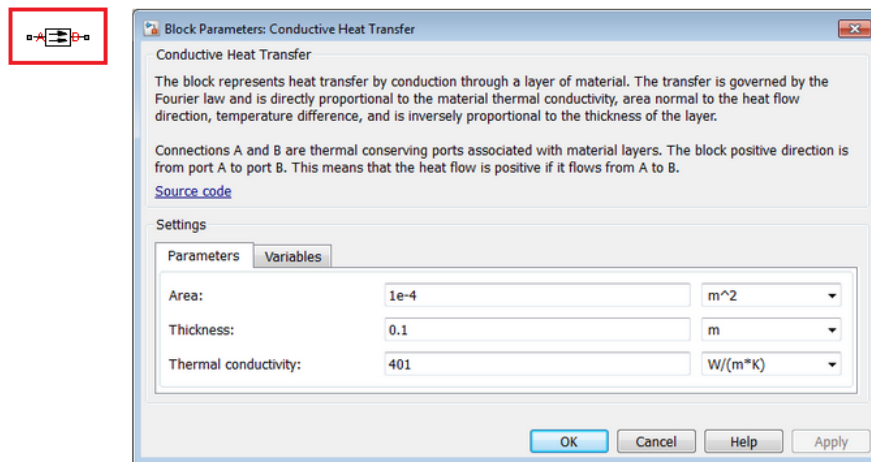 A B
Block Parameters: Conductive Heat Transfer
Conductive Heat Transfer
The block represents heat transfer by conduction through a layer of material. The transfer is governed by the
Fourier law and is directly proportional to the material thermal conductivity, area normal to the heat flow
direction, temperature difference, and is inversely proportional to the thickness of the layer.
Connections A and B are thermal conserving ports associated with material layers. The block positive direction is
from port A to port B. This means that the heat flow is positive if it flows from A to B.
Source code
Settings
Parameters Variables
Area: 1e-4 m^2
Thickness: 0.1 m
Thermal conductivity: 401 W/(m*K)
OK Cancel Help Apply